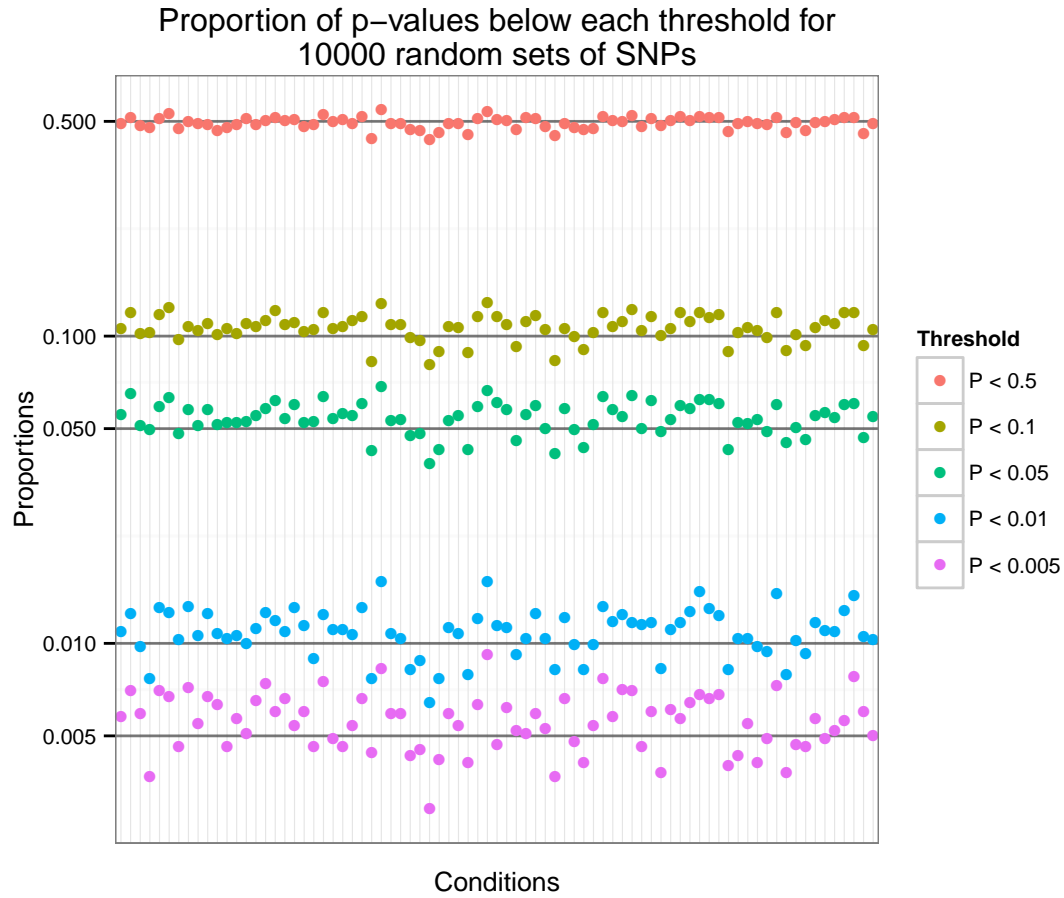 Proportion of p−values below each threshold for
10000 random sets of SNPs
0.500
0.100
0.050
0.010
0.005
Proportions
Conditions
Threshold
P < 0.5
P < 0.1
P < 0.05
P < 0.01
P < 0.005